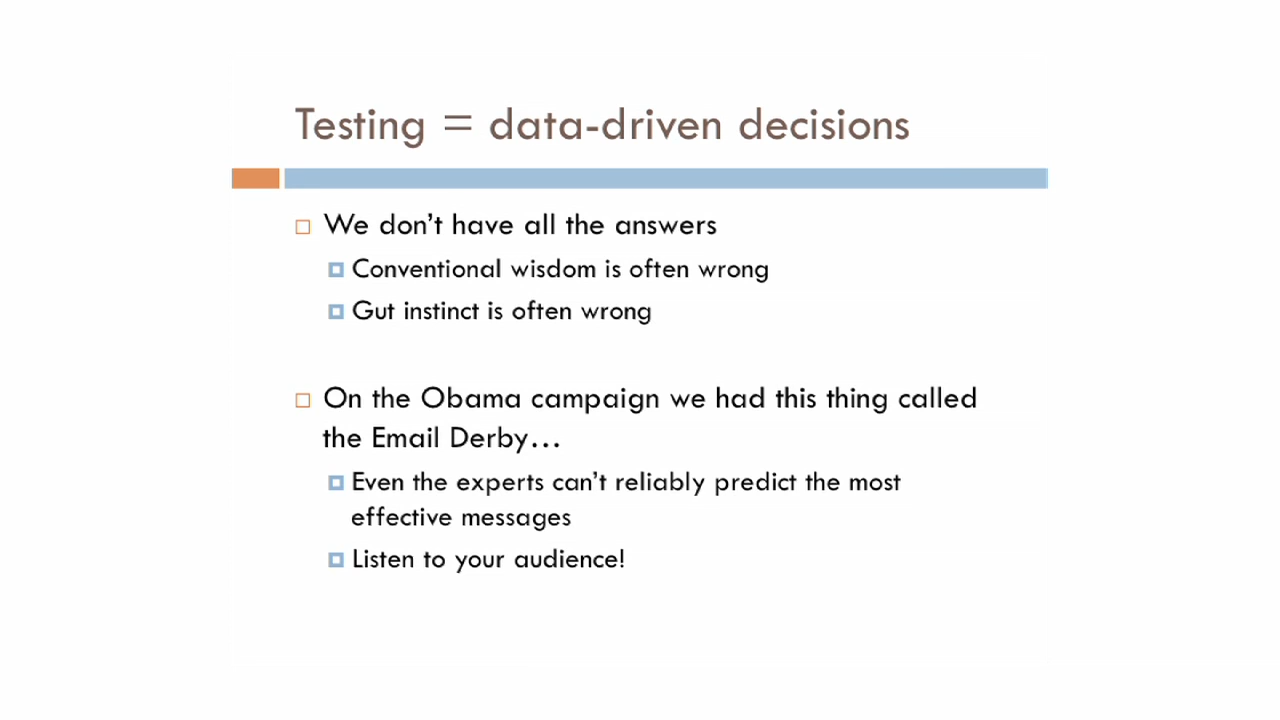 Testing = data-driven decisions
We don't have all the answers
Conventional wisdom is often wrong
Gut instinct is often wrong
On the Obama campaign we had this thing called
the Email Derby…
Even the experts can't reliably predict the most
effective messages
Listen to your audience!